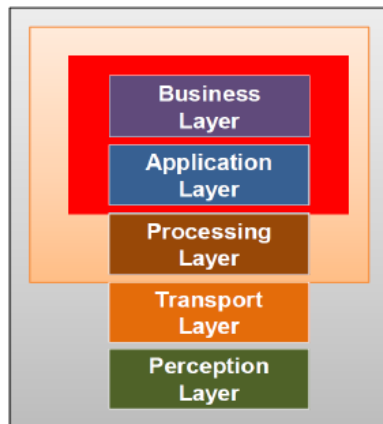 Business
Layer
Application
Layer
Processing
Layer
Transport
Layer
Perception
Layer